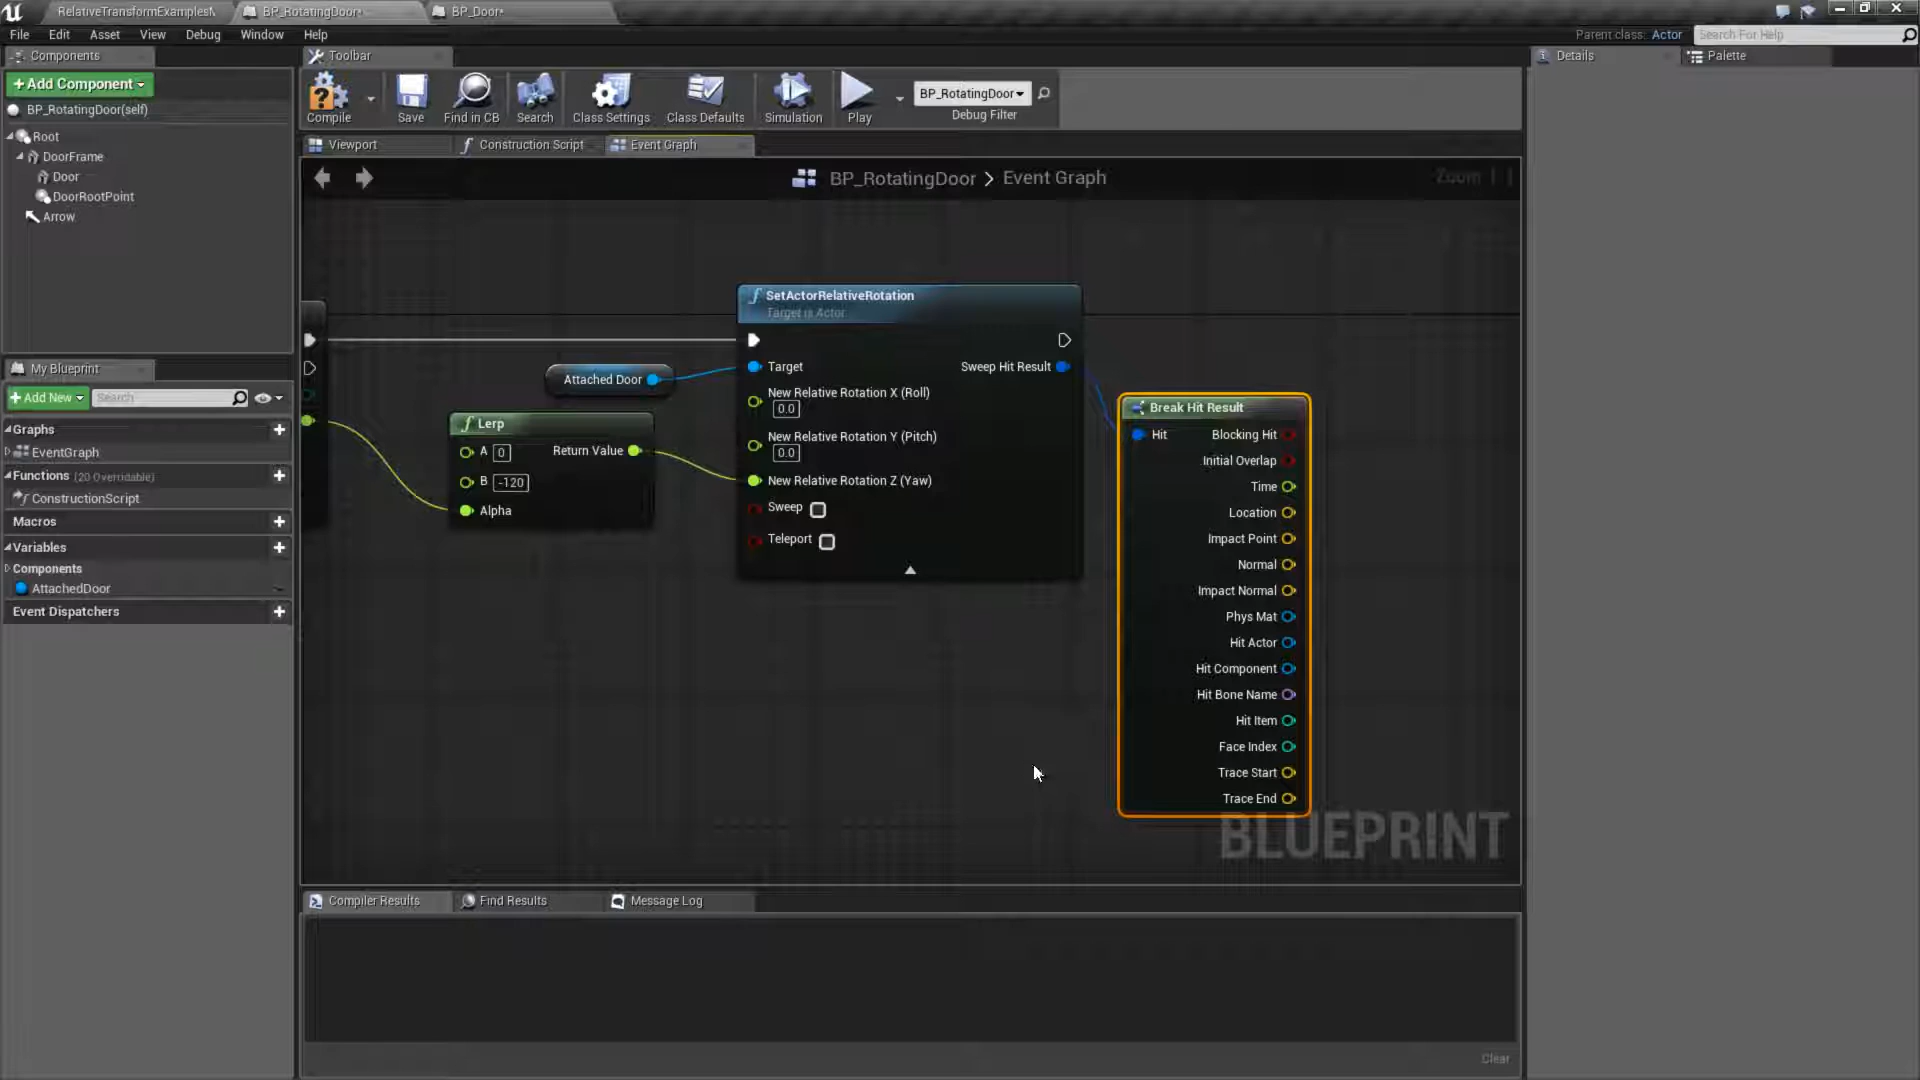 RelativeTransformExamplesM
BP_RotatingDoor*
BP_Door*
File Edit Asset View Debug Window Help
Parent class: Actor
Search For Help
Components
Toolbar
Details
Palette
+Add Component
BP_RotatingDoor(self)
Root
DoorFrame
Door
DoorRootPoint
Arrow
Compile
Save
Find in CB
Search
Class Settings
Class Defaults
Simulation
Play
BP_RotatingDoor
Debug Filter
Viewport
Construction Script
Event Graph
BP_RotatingDoor > Event Graph
Zoom
SetActorRelativeRotation
Target is Actor
Target
Sweep Hit Result
New Relative Rotation X (Roll)
0.0
New Relative Rotation Y (Pitch)
0.0
New Relative Rotation Z (Yaw)
Sweep
Teleport
Attached Door
Lerp
A 0
Return Value
B -120
Alpha
Break Hit Result
Hit
Blocking Hit
Initial Overlap
Time
Location
Impact Point
Normal
Impact Normal
Phys Mat
Hit Actor
Hit Component
Hit Bone Name
Hit Item
Face Index
Trace Start
Trace End
BLUEPRINT
My Blueprint
+Add New
Search
Graphs
EventGraph
Functions (20 Overridable)
ConstructionScript
Macros
Variables
Components
AttachedDoor
Event Dispatchers
Compiler Results
Find Results
Message Log
Clear